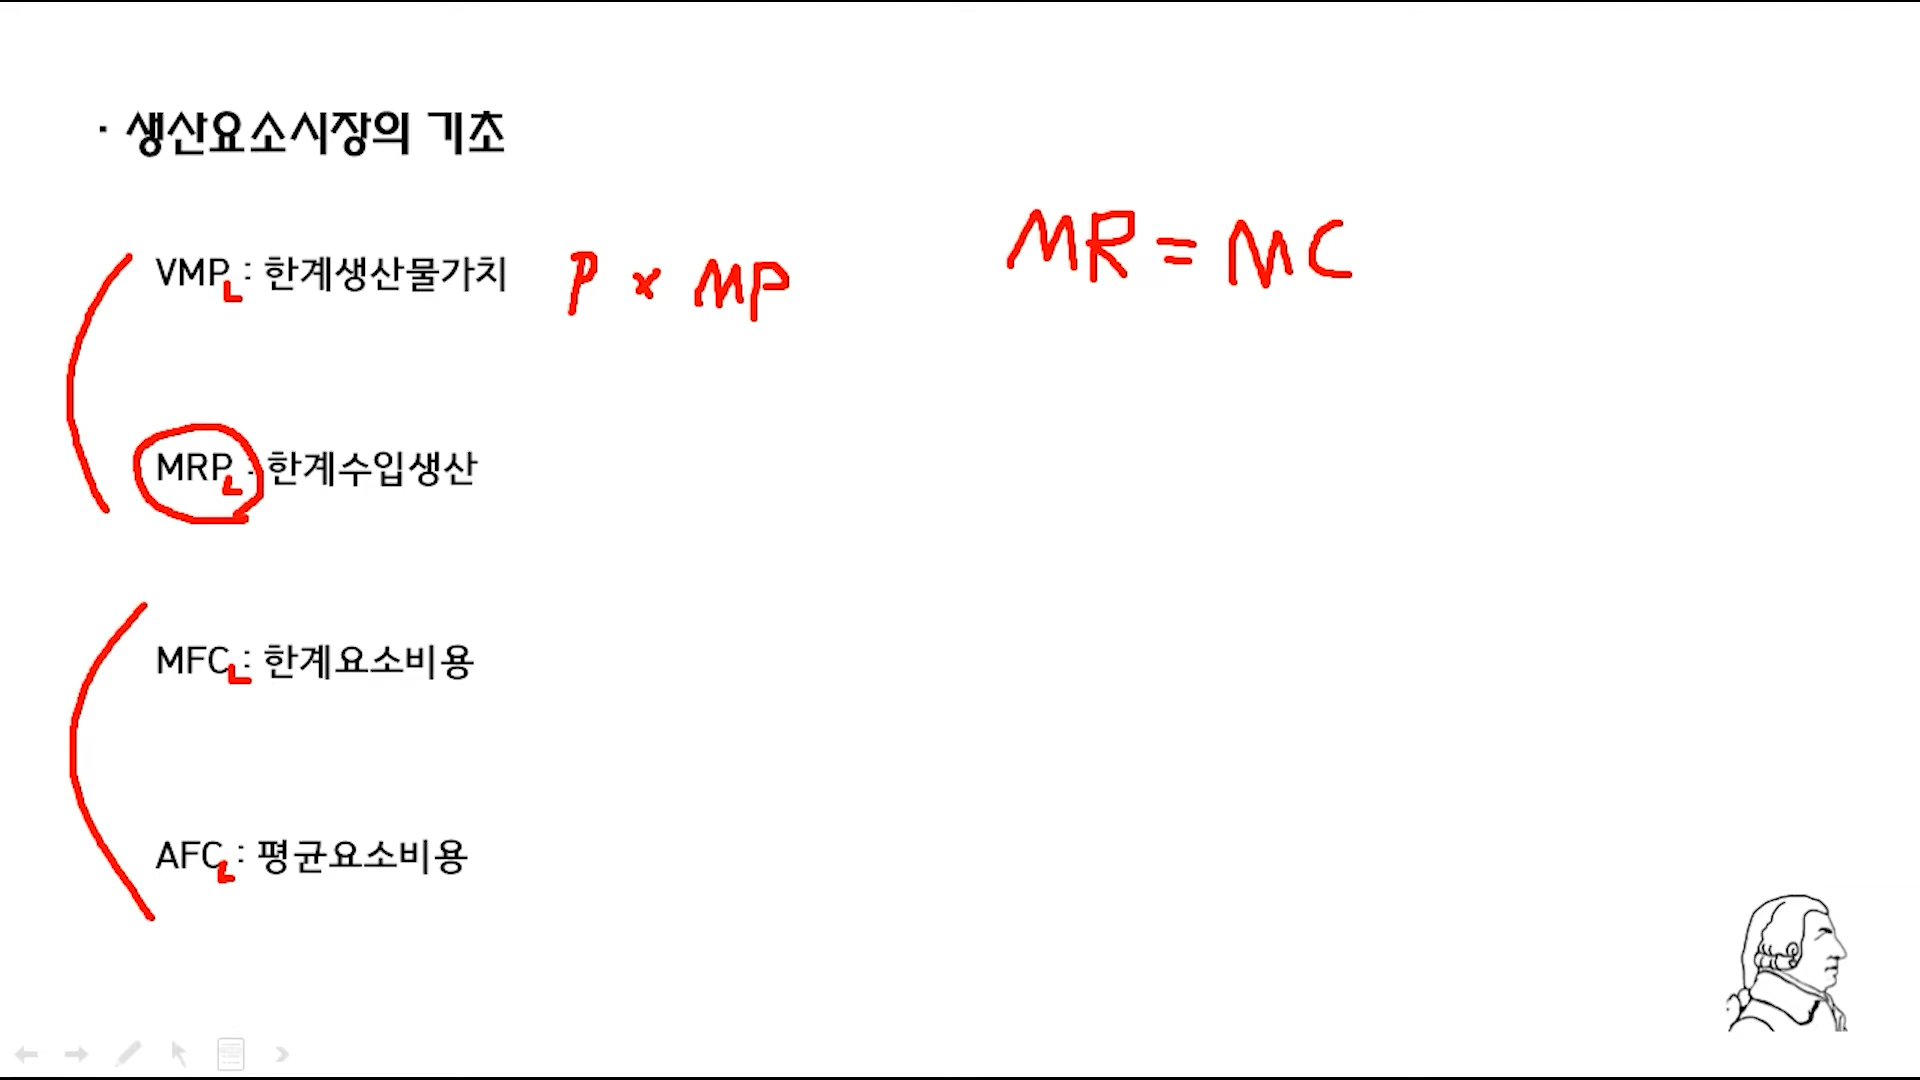 · 생산요소시장의 기초
MR = MC
VMPL : 한계생산물가치 P × MP
MRPL : 한계수입생산
MFCL : 한계요소비용
AFCL : 평균요소비용